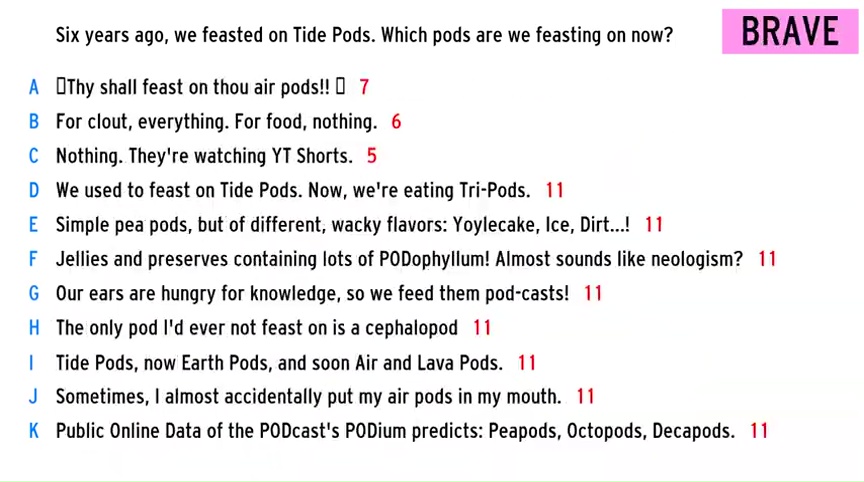 Six years ago, we feasted on Tide Pods. Which pods are we feasting on now?
BRAVE
A ▯Thy shall feast on thou air pods!! ▯ 7
B For clout, everything. For food, nothing. 6
C Nothing. They're watching YT Shorts. 5
D We used to feast on Tide Pods. Now, we're eating Tri-Pods. 11
E Simple pea pods, but of different, wacky flavors: Yoylecake, Ice, Dirt...! 11
F Jellies and preserves containing lots of PODophyllum! Almost sounds like neologism? 11
G Our ears are hungry for knowledge, so we feed them pod-casts! 11
H The only pod I'd ever not feast on is a cephalopod 11
I Tide Pods, now Earth Pods, and soon Air and Lava Pods. 11
J Sometimes, I almost accidentally put my air pods in my mouth. 11
K Public Online Data of the PODcast's PODium predicts: Peapods, Octopods, Decapods. 11